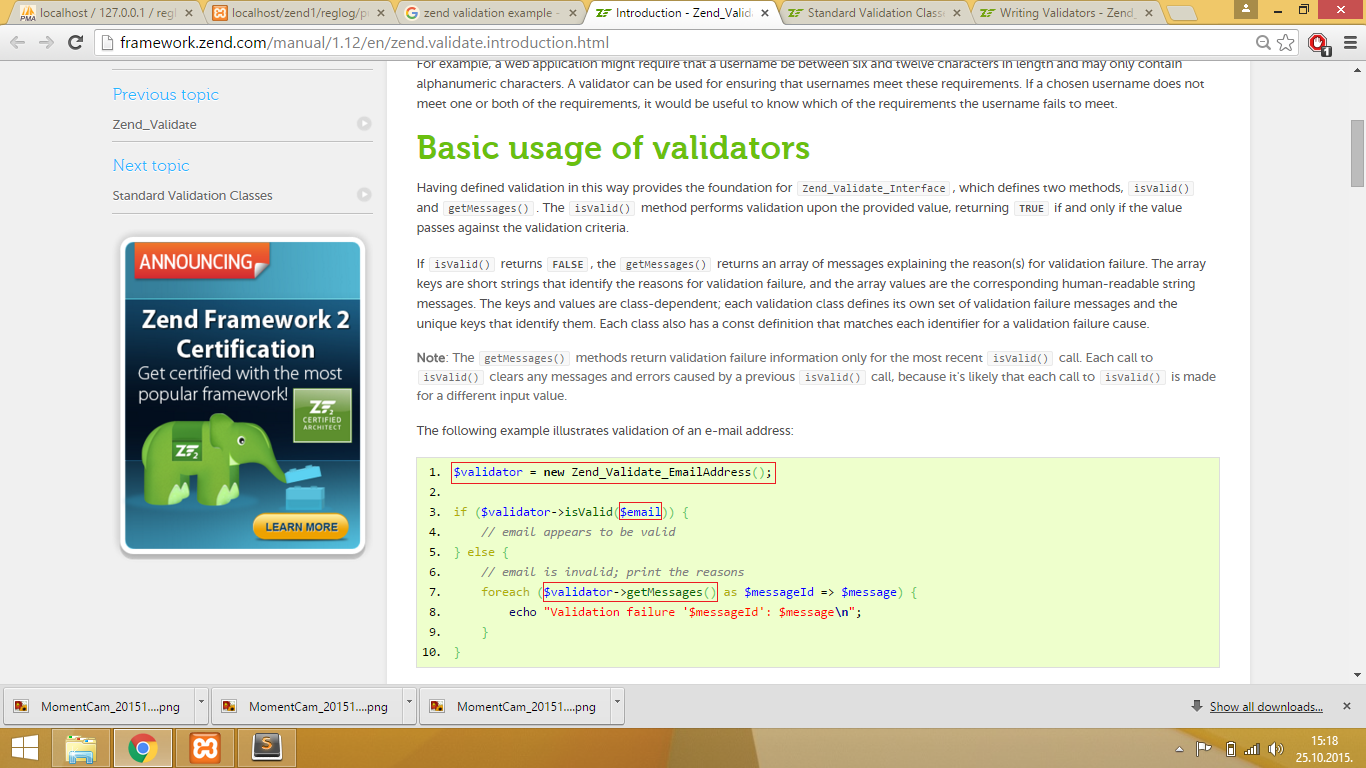 localhost / 127.0.0.1 / regl
localhost/zend1/reglog/p
zend validation example -
Introduction - Zend_Valid
Standard Validation Class
Writing Validators - Zend_
framework.zend.com/manual/1.12/en/zend.validate.introduction.html
1
Previous topic
Zend_Validate
Next topic
Standard Validation Classes
ANNOUNCING
Zend Framework 2
Certification
Get certified with the most
popular framework!
ZF2
CERTIFIED
ARCHITECT
ZF2
LEARN MORE
For example, a web application might require that a username be between six and twelve characters in length and may only contain
alphanumeric characters. A validator can be used for ensuring that usernames meet these requirements. If a chosen username does not
meet one or both of the requirements, it would be useful to know which of the requirements the username fails to meet.
Basic usage of validators
Having defined validation in this way provides the foundation for Zend_Validate_Interface , which defines two methods, isValid()
and getMessages() . The isValid() method performs validation upon the provided value, returning TRUE if and only if the value
passes against the validation criteria.
If isValid() returns FALSE , the getMessages() returns an array of messages explaining the reason(s) for validation failure. The array
keys are short strings that identify the reasons for validation failure, and the array values are the corresponding human-readable string
messages. The keys and values are class-dependent; each validation class defines its own set of validation failure messages and the
unique keys that identify them. Each class also has a const definition that matches each identifier for a validation failure cause.
Note: The getMessages() methods return validation failure information only for the most recent isValid() call. Each call to
isValid() clears any messages and errors caused by a previous isValid() call, because it's likely that each call to isValid() is made
for a different input value.
The following example illustrates validation of an e-mail address:
1. $validator = new Zend_Validate_EmailAddress();
2.
3. if ($validator->isValid($email)) {
4. // email appears to be valid
5. } else {
6. // email is invalid; print the reasons
7. foreach ($validator->getMessages() as $messageId => $message) {
8. echo "Validation failure '$messageId': $message\n";
9. }
10. }
MomentCam_20151....png
MomentCam_20151....png
MomentCam_20151....png
Show all downloads...
15:18
25.10.2015.